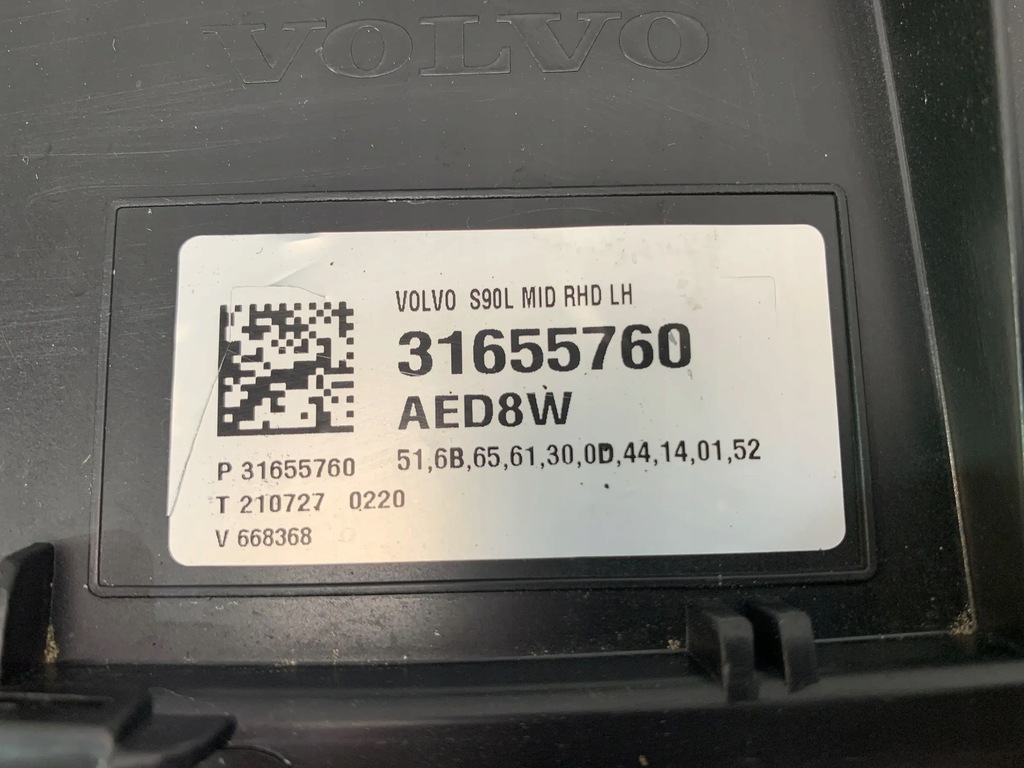 VOLVO
VOLVO S90L MID RHD LH
31655760
AED8W
51,6B,65,61,30,0D,44,14,01,52
P 31655760
T 210727 0220
V 668368